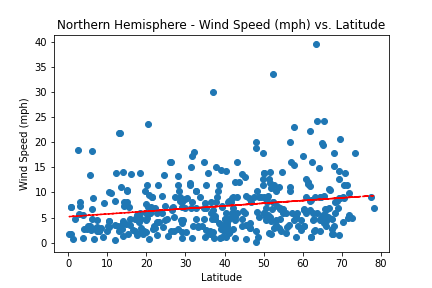 Northern Hemisphere - Wind Speed (mph) vs. Latitude
40
35
30
25
20
15
10
5
0
Wind Speed (mph)
0 10 20 30 40 50 60 70 80
Latitude